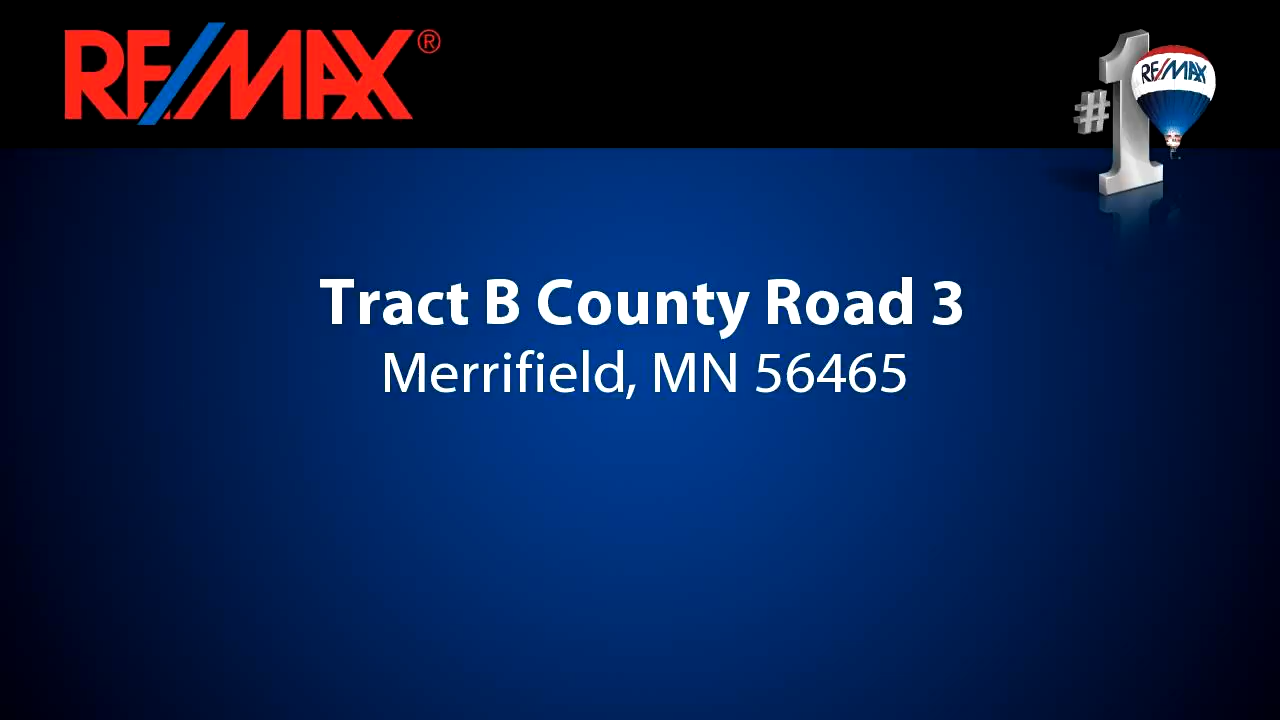 RE/MAX®
#1
RE/MAX
Tract B County Road 3
Merrifield, MN 56465